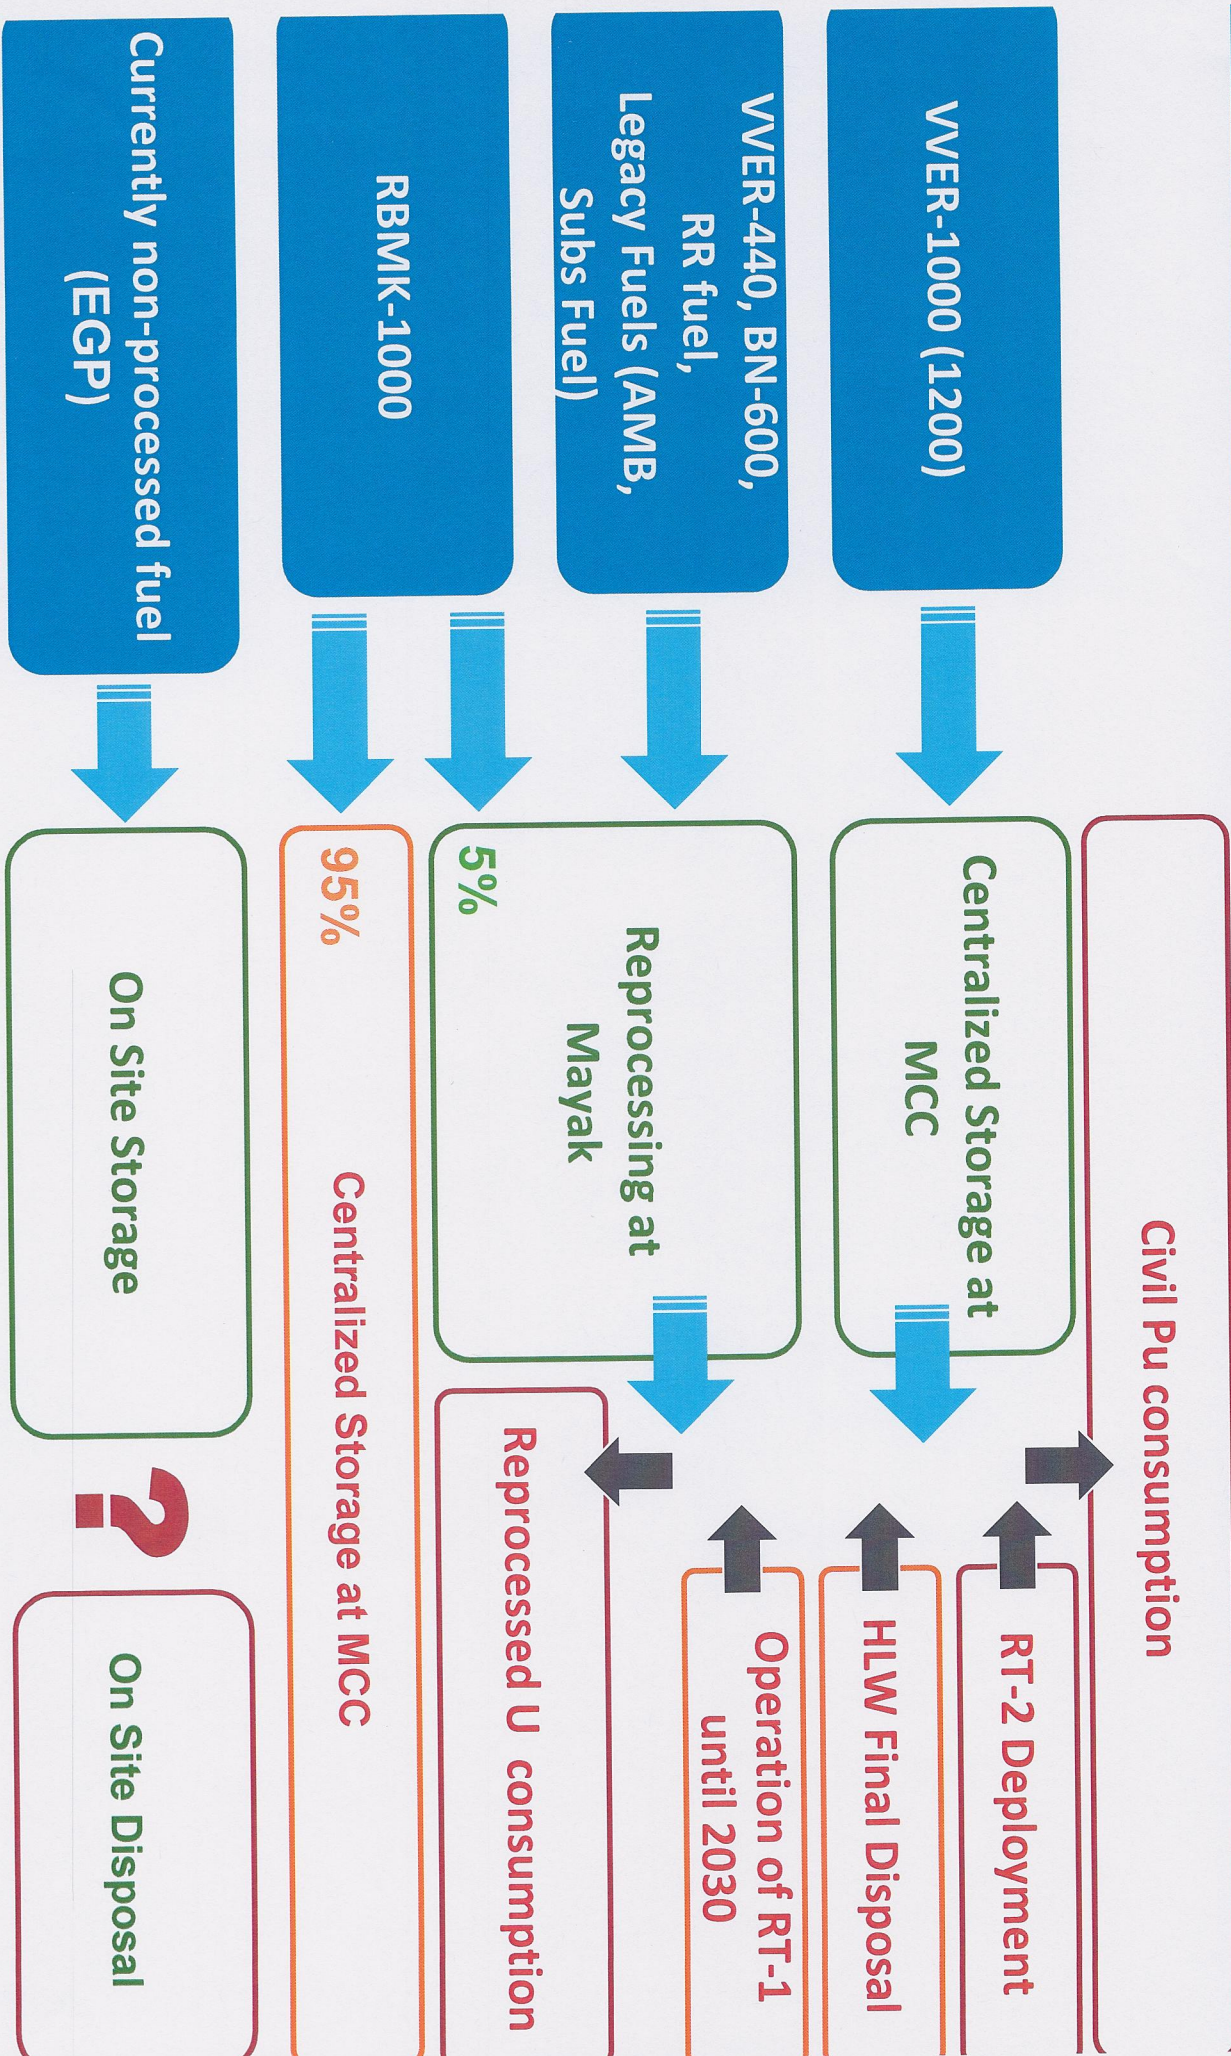 Civil Pu consumption
VVER-1000 (1200)
Centralized Storage at
MCC
RT-2 Deployment
HLW Final Disposal
VVER-440, BN-600,
RR fuel,
Legacy Fuels (AMB,
Subs Fuel)
Reprocessing at
Mayak
5%
Operation of RT-1
until 2030
Reprocessed U consumption
RBMK-1000
95%
Centralized Storage at MCC
Currently non-processed fuel
(EGP)
On Site Storage
?
On Site Disposal